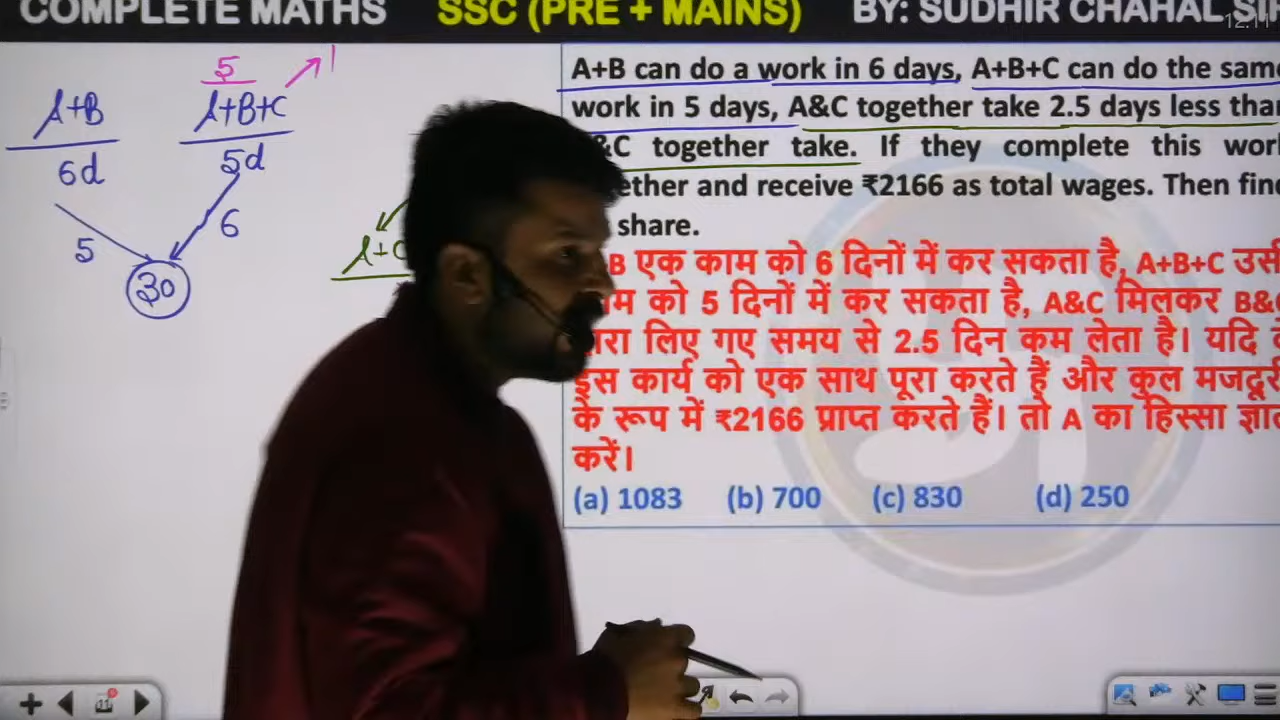 COMPLETE MATHS SSC (PRE + MAINS) BY: SUDHIR CHAHAL SIR
12:11
5
A+B A+B+C 1
6d 5d
5 6
30
A+C
A+B can do a work in 6 days, A+B+C can do the same
work in 5 days, A&C together take 2.5 days less than
&C together take. If they complete this work
ether and receive ₹2166 as total wages. Then find
share.
B एक काम को 6 दिनों में कर सकता है, A+B+C उसी
काम को 5 दिनों में कर सकता है, A&C मिलकर B&C
द्वारा लिए गए समय से 2.5 दिन कम लेता है। यदि
इस कार्य को एक साथ पूरा करते हैं और कुल मजदूरी
के रूप में ₹2166 प्राप्त करते हैं। तो A का हिस्सा ज्ञात
करें।
(a) 1083 (b) 700 (c) 830 (d) 250